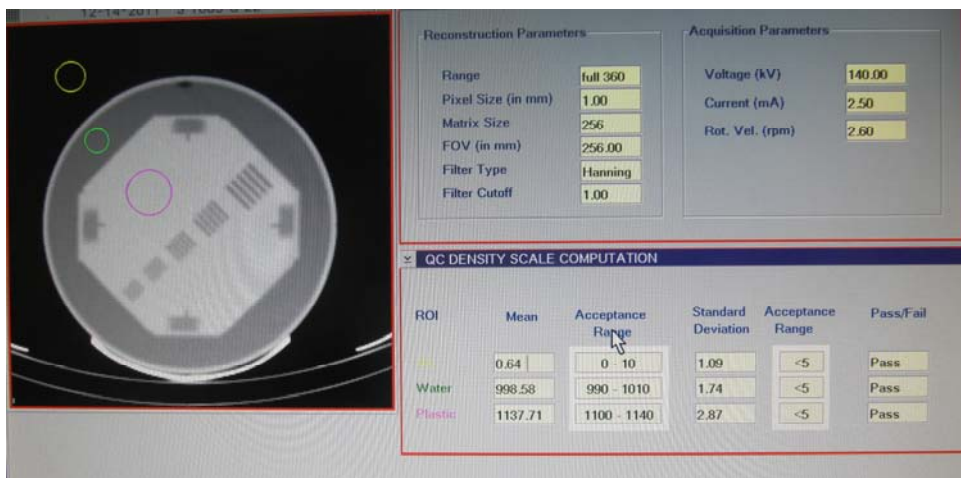 12-14-2011
Reconstruction Parameters
Range full 360
Pixel Size (in mm) 1.00
Matrix Size 256
FOV (in mm) 256.00
Filter Type Hanning
Filter Cutoff 1.00
Acquisition Parameters
Voltage (kV) 140.00
Current (mA) 2.50
Rot. Vel. (rpm) 2.60
QC DENSITY SCALE COMPUTATION
ROI Mean Acceptance Range Standard Deviation Acceptance Range Pass/Fail
0.64 0 - 10 1.09 <5 Pass
Water 998.58 990 - 1010 1.74 <5 Pass
Plastic 1137.71 1100 - 1140 2.87 <5 Pass